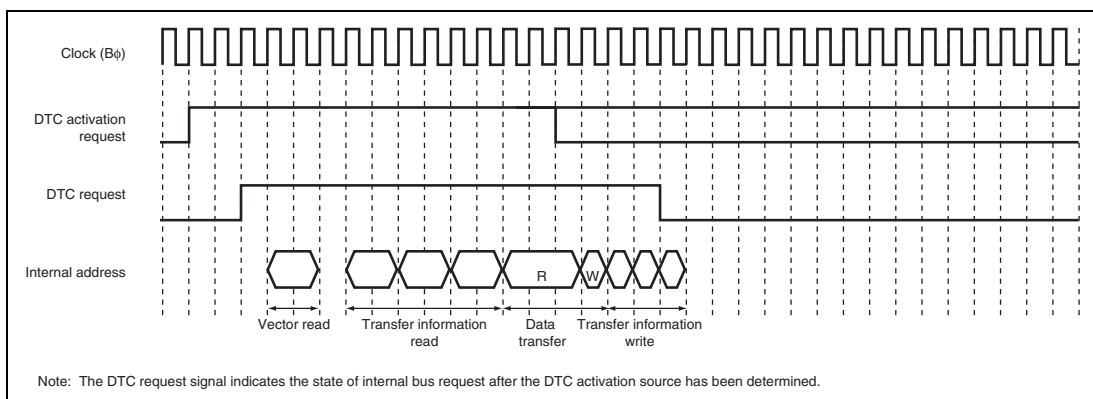 Clock (Bϕ)
DTC activation
request
DTC request
Internal address
R
W
Vector read
Transfer information
read
Data
transfer
Transfer information
write
Note: The DTC request signal indicates the state of internal bus request after the DTC activation source has been determined.